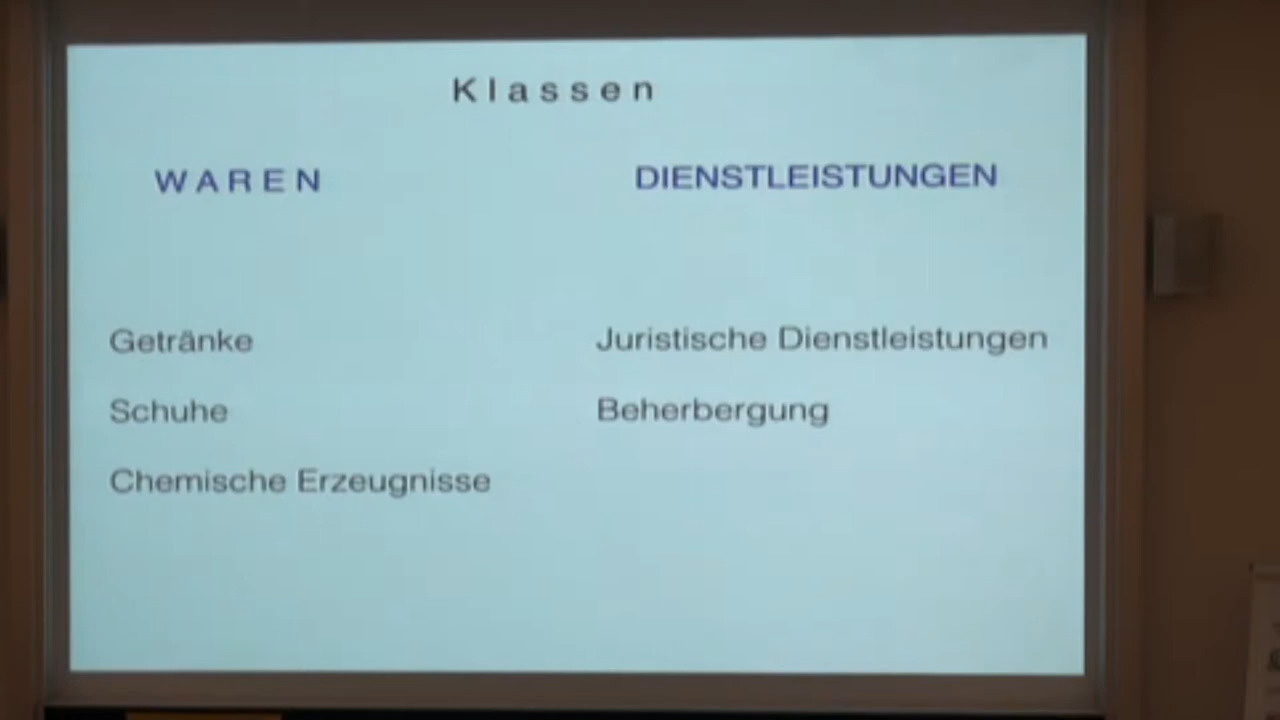 Klassen
WAREN
DIENSTLEISTUNGEN
Getränke
Juristische Dienstleistungen
Schuhe
Beherbergung
Chemische Erzeugnisse